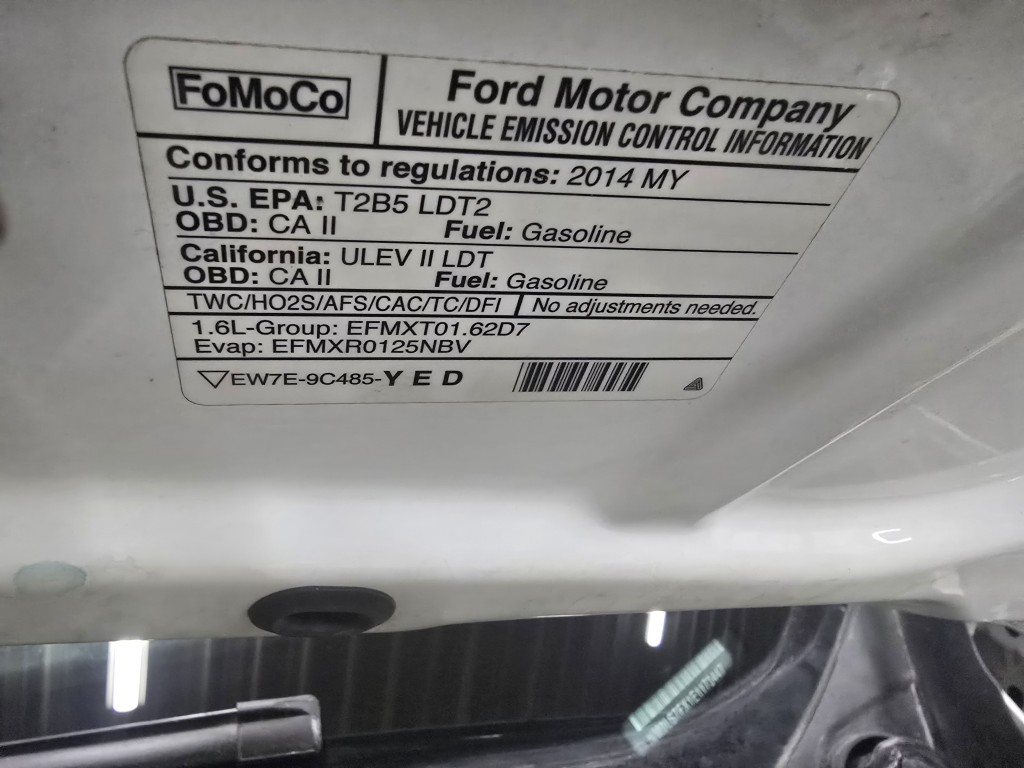 FoMoCo
Ford Motor Company
VEHICLE EMISSION CONTROL INFORMATION
Conforms to regulations: 2014 MY
U.S. EPA: T2B5 LDT2
OBD: CA II Fuel: Gasoline
California: ULEV II LDT
OBD: CA II Fuel: Gasoline
TWC/HO2S/AFS/CAC/TC/DFI No adjustments needed.
1.6L-Group: EFMXT01.62D7
Evap: EFMXR0125NBV
EW7E-9C485-Y E D